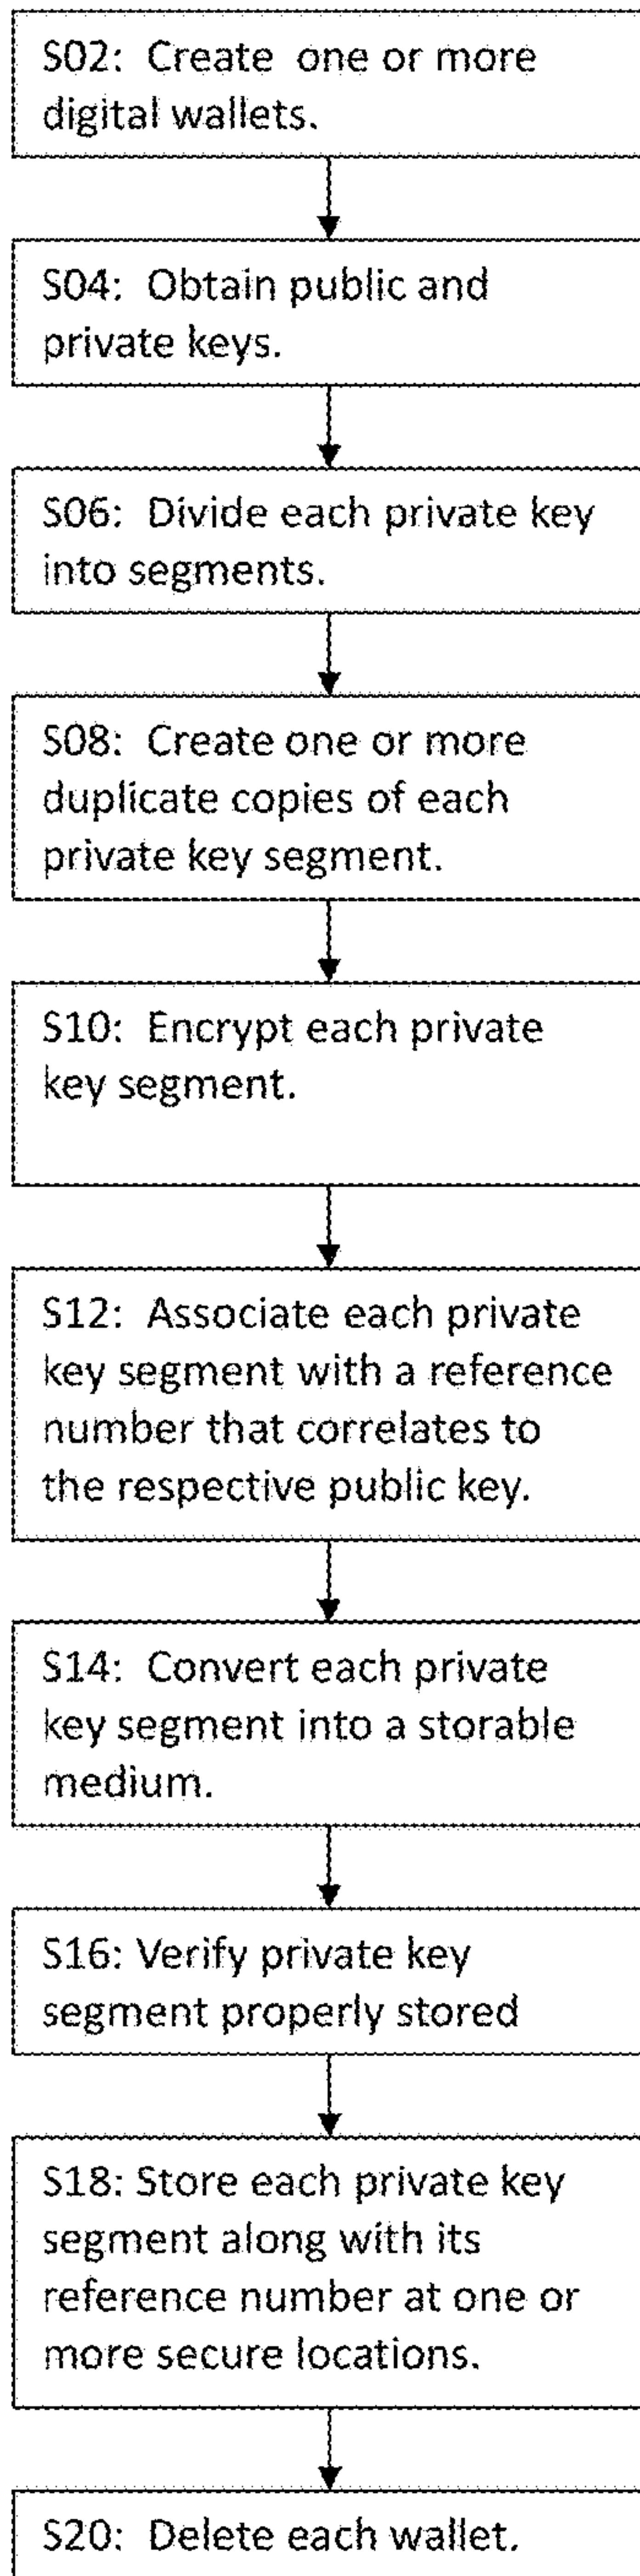 S02: Create one or more
digital wallets.
S04: Obtain public and
private keys.
S06: Divide each private key
into segments.
S08: Create one or more
duplicate copies of each
private key segment.
S10: Encrypt each private
key segment.
S12: Associate each private
key segment with a reference
number that correlates to
the respective public key.
S14: Convert each private
key segment into a storable
medium.
S16: Verify private key
segment properly stored
S18: Store each private key
segment along with its
reference number at one or
more secure locations.
S20: Delete each wallet.